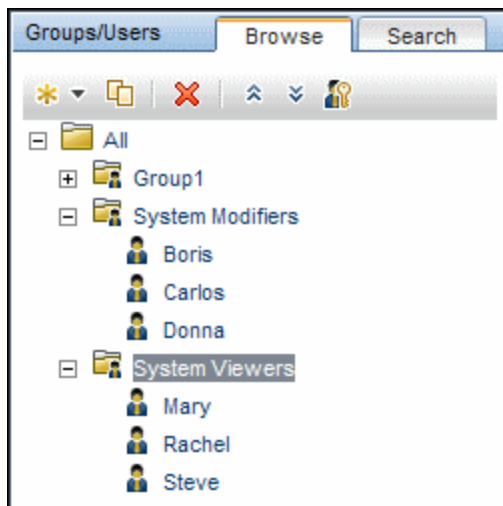 Groups/Users Browse Search
All
Group1
System Modifiers
Boris
Carlos
Donna
System Viewers
Mary
Rachel
Steve